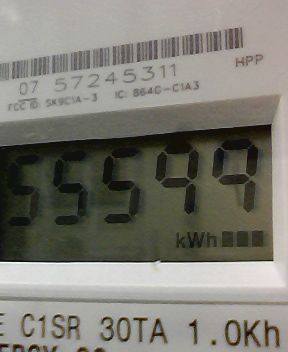 HPP
07 57245311
FCC ID: SK9C1A-3 IC: 864G-C1A3
55599
kWh
E C1SR 30TA 1.0Kh